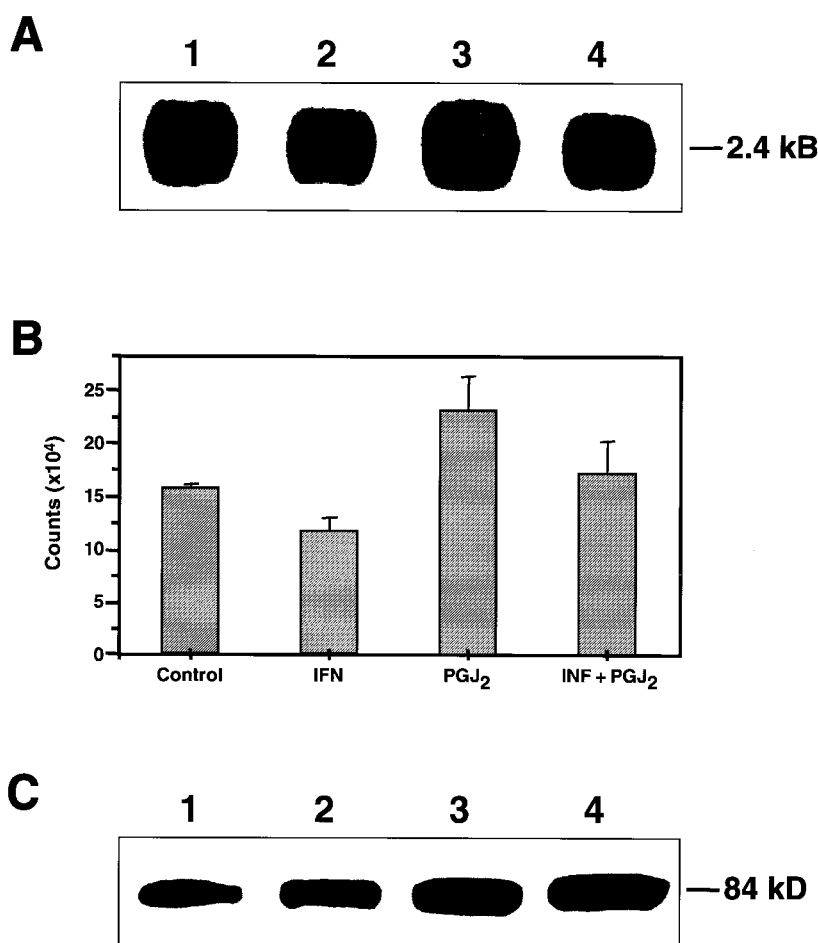 A
1 2 3 4
2.4 kB
B
Counts (x10⁴)
25
20
15
10
5
0
Control IFN PGJ₂ INF + PGJ₂
C
1 2 3 4
84 kD